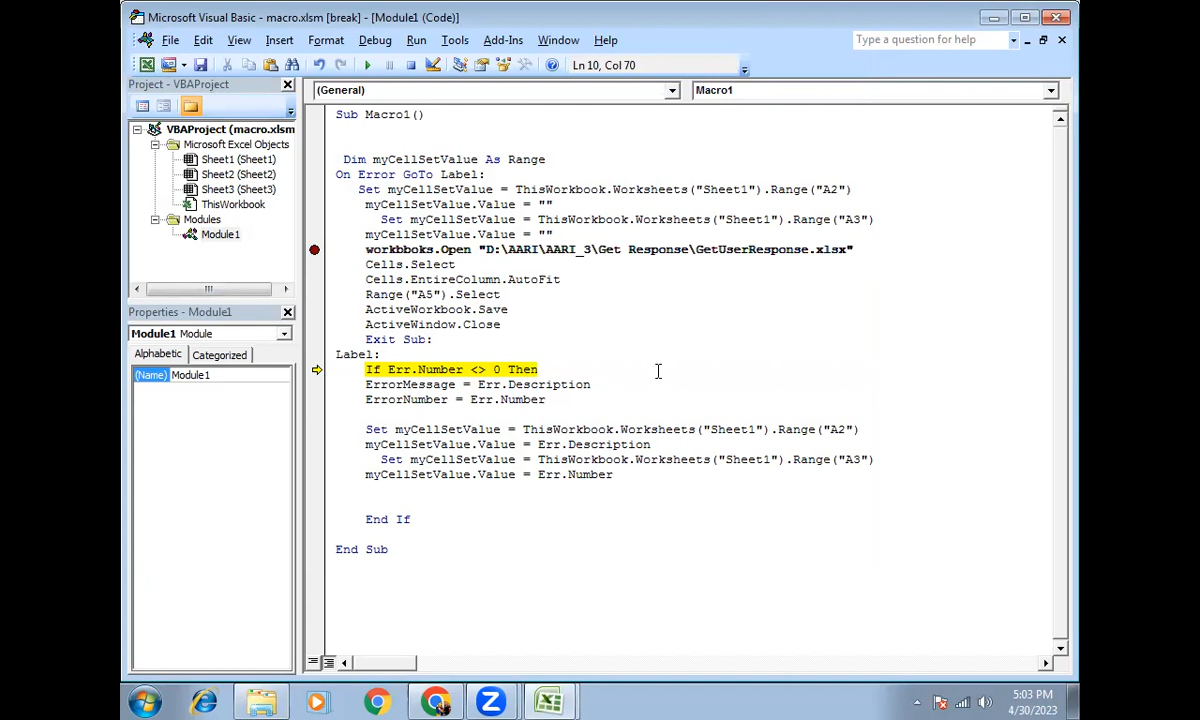 Microsoft Visual Basic - macro.xlsm [break] - [Module1 (Code)]
File Edit View Insert Format Debug Run Tools Add-Ins Window Help
Type a question for help
Ln 10, Col 70
Project - VBAProject
(General)
Macro1
VBAProject (macro.xlsm
Microsoft Excel Objects
Sheet1 (Sheet1)
Sheet2 (Sheet2)
Sheet3 (Sheet3)
ThisWorkbook
Modules
Module1
Properties - Module1
Module1 Module
Alphabetic Categorized
(Name) Module1
Sub Macro1()
Dim myCellSetValue As Range
On Error GoTo Label:
Set myCellSetValue = ThisWorkbook.Worksheets("Sheet1").Range("A2")
myCellSetValue.Value = ""
Set myCellSetValue = ThisWorkbook.Worksheets("Sheet1").Range("A3")
myCellSetValue.Value = ""
workbboks.Open "D:\AARI\AARI_3\Get Response\GetUserResponse.xlsx"
Cells.Select
Cells.EntireColumn.AutoFit
Range("A5").Select
ActiveWorkbook.Save
ActiveWindow.Close
Exit Sub:
Label:
If Err.Number <> 0 Then
ErrorMessage = Err.Description
ErrorNumber = Err.Number
Set myCellSetValue = ThisWorkbook.Worksheets("Sheet1").Range("A2")
myCellSetValue.Value = Err.Description
Set myCellSetValue = ThisWorkbook.Worksheets("Sheet1").Range("A3")
myCellSetValue.Value = Err.Number
End If
End Sub
5:03 PM
4/30/2023